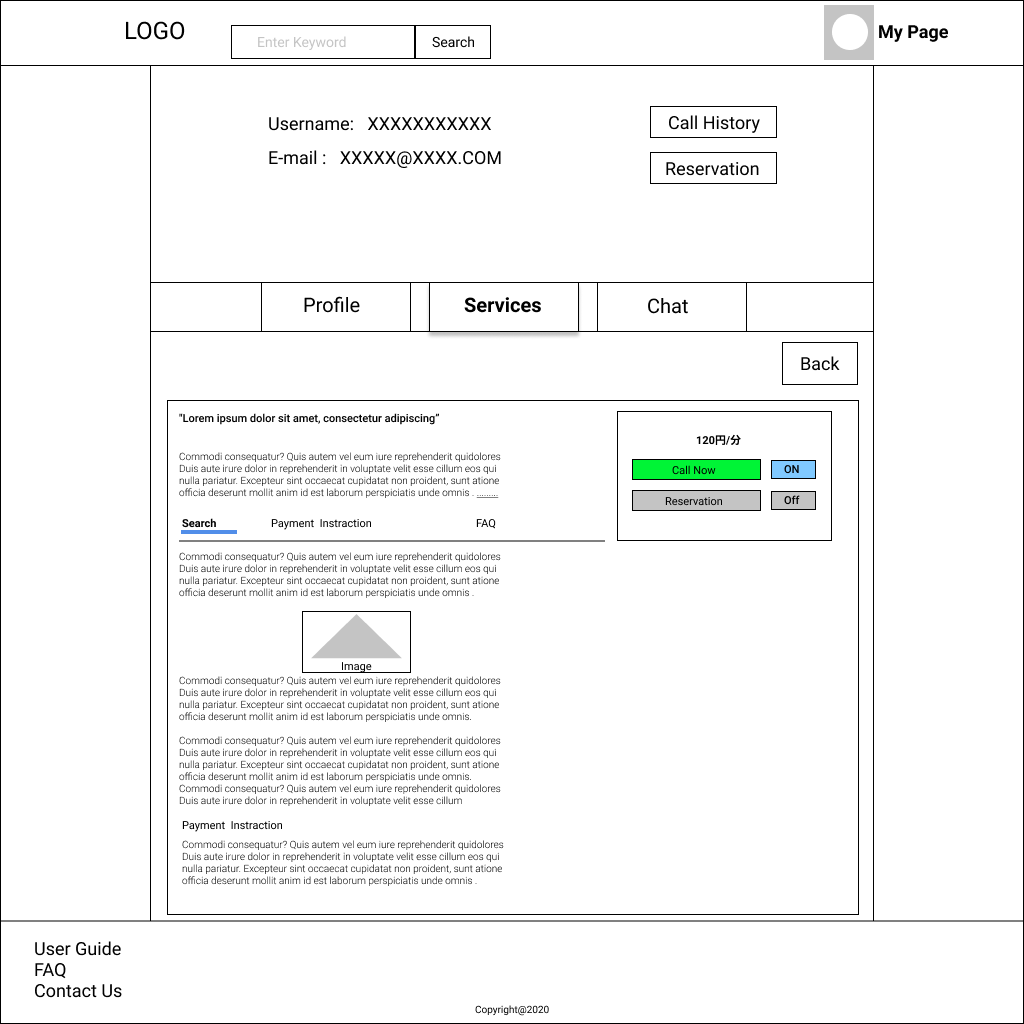 LOGO
Enter Keyword
Search
My Page
Username: XXXXXXXXXXX
E-mail : XXXXX@XXXX.COM
Call History
Reservation
Profile
Services
Chat
Back
"Lorem ipsum dolor sit amet, consectetur adipiscing”
Commodi consequatur? Quis autem vel eum iure reprehenderit quidolores
Duis aute irure dolor in reprehenderit in voluptate velit esse cillum eos qui
nulla pariatur. Excepteur sint occaecat cupidatat non proident, sunt atione
officia deserunt mollit anim id est laborum perspiciatis unde omnis . .........
120円/分
Call Now
ON
Reservation
Off
Search
Payment Instraction
FAQ
Commodi consequatur? Quis autem vel eum iure reprehenderit quidolores
Duis aute irure dolor in reprehenderit in voluptate velit esse cillum eos qui
nulla pariatur. Excepteur sint occaecat cupidatat non proident, sunt atione
officia deserunt mollit anim id est laborum perspiciatis unde omnis .
Image
Commodi consequatur? Quis autem vel eum iure reprehenderit quidolores
Duis aute irure dolor in reprehenderit in voluptate velit esse cillum eos qui
nulla pariatur. Excepteur sint occaecat cupidatat non proident, sunt atione
officia deserunt mollit anim id est laborum perspiciatis unde omnis.
Commodi consequatur? Quis autem vel eum iure reprehenderit quidolores
Duis aute irure dolor in reprehenderit in voluptate velit esse cillum eos qui
nulla pariatur. Excepteur sint occaecat cupidatat non proident, sunt atione
officia deserunt mollit anim id est laborum perspiciatis unde omnis.
Commodi consequatur? Quis autem vel eum iure reprehenderit quidolores
Duis aute irure dolor in reprehenderit in voluptate velit esse cillum
Payment Instraction
Commodi consequatur? Quis autem vel eum iure reprehenderit quidolores
Duis aute irure dolor in reprehenderit in voluptate velit esse cillum eos qui
nulla pariatur. Excepteur sint occaecat cupidatat non proident, sunt atione
officia deserunt mollit anim id est laborum perspiciatis unde omnis .
User Guide
FAQ
Contact Us
Copyright@2020